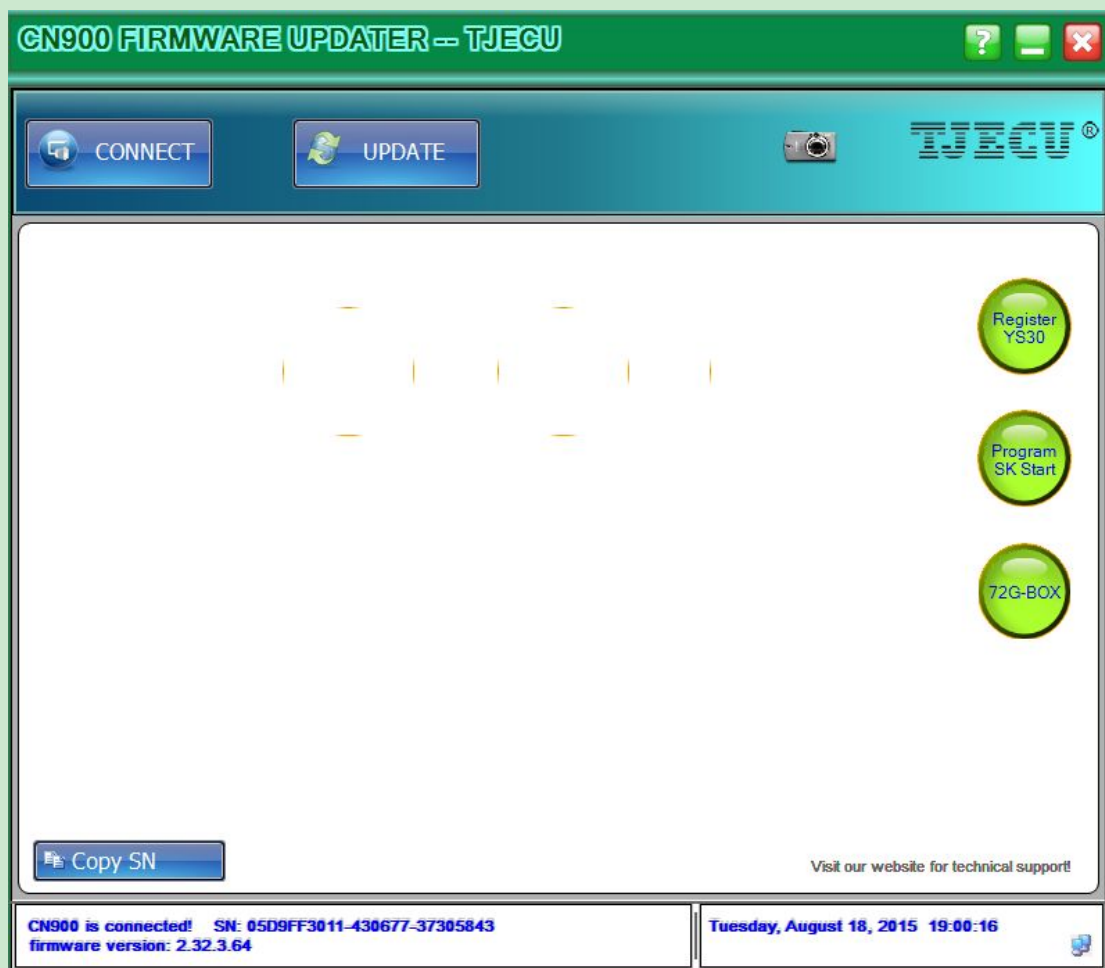 CN900 FIRMWARE UPDATER -- TJECU
?
CONNECT
UPDATE
TJECU®
Register
YS30
Program
SK Start
72G-BOX
Copy SN
Visit our website for technical support!
CN900 is connected! SN: 05D9FF3011-430677-37305843
firmware version: 2.32.3.64
Tuesday, August 18, 2015 19:00:16